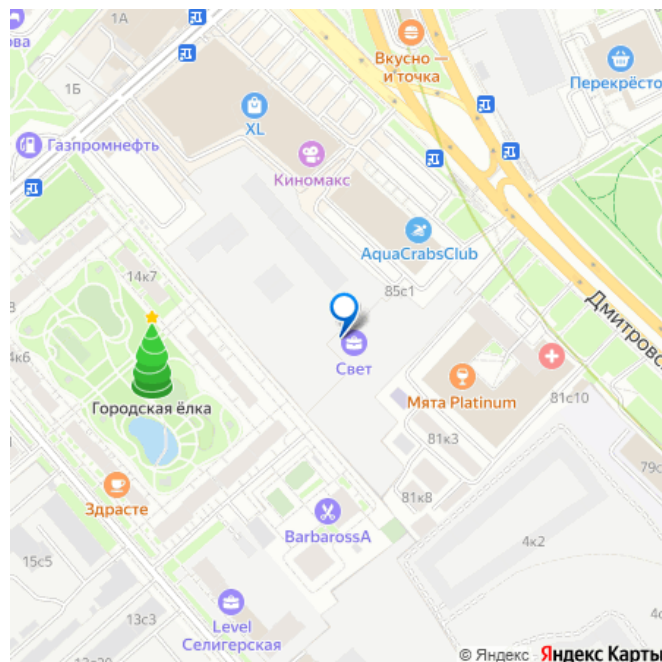 1А
ова
Вкусно —
и точка
Перекрёсто
1Б
XL
Газпромнефть
Киномакс
AquaCrabsClub
14к7
85с1
Дмитровс
4к6
Свет
Мята Platinum
81с10
Городская ёлка
81к3
79с
81к8
Здрасте
BarbarossA
4к2
15с5
13с3
Level
Селигерская
© Яндекс Яндекс Карты